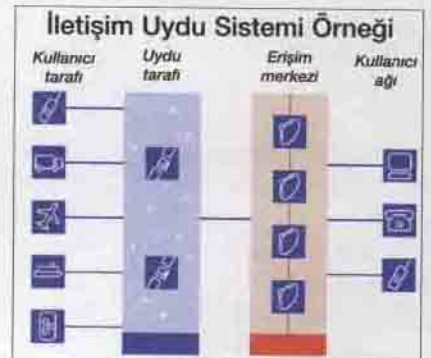 İletişim Uydu Sistemi Örneği
Kullanıcı tarafı
Uydu tarafı
Erişim merkezi
Kullanıcı ağı